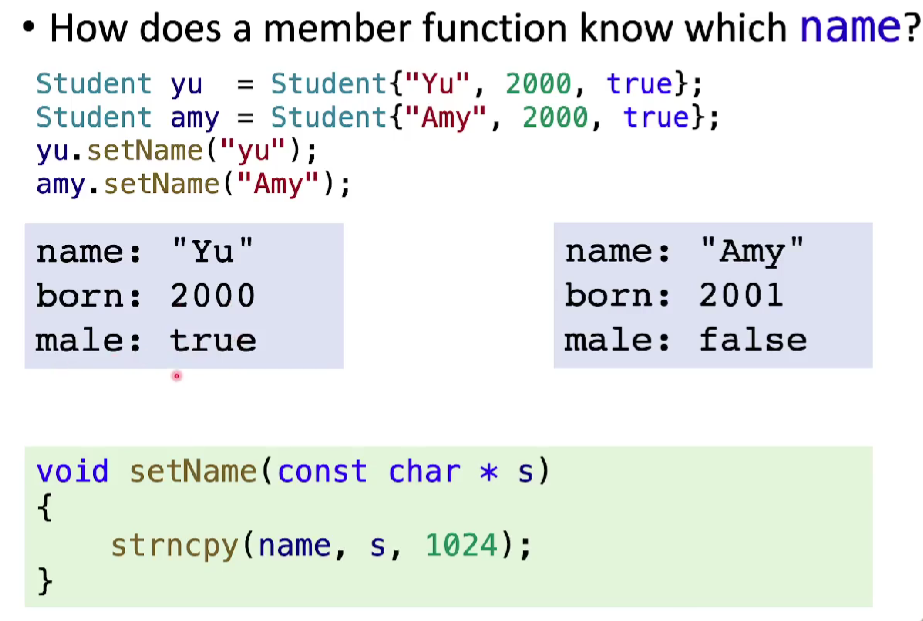 • How does a member function know which name?
Student yu  = Student{"Yu", 2000, true};
Student amy = Student{"Amy", 2000, true};
yu.setName("yu");
amy.setName("Amy");
name: "Yu"
born: 2000
male: true
name: "Amy"
born: 2001
male: false
void setName(const char * s)
{
    strncpy(name, s, 1024);
}